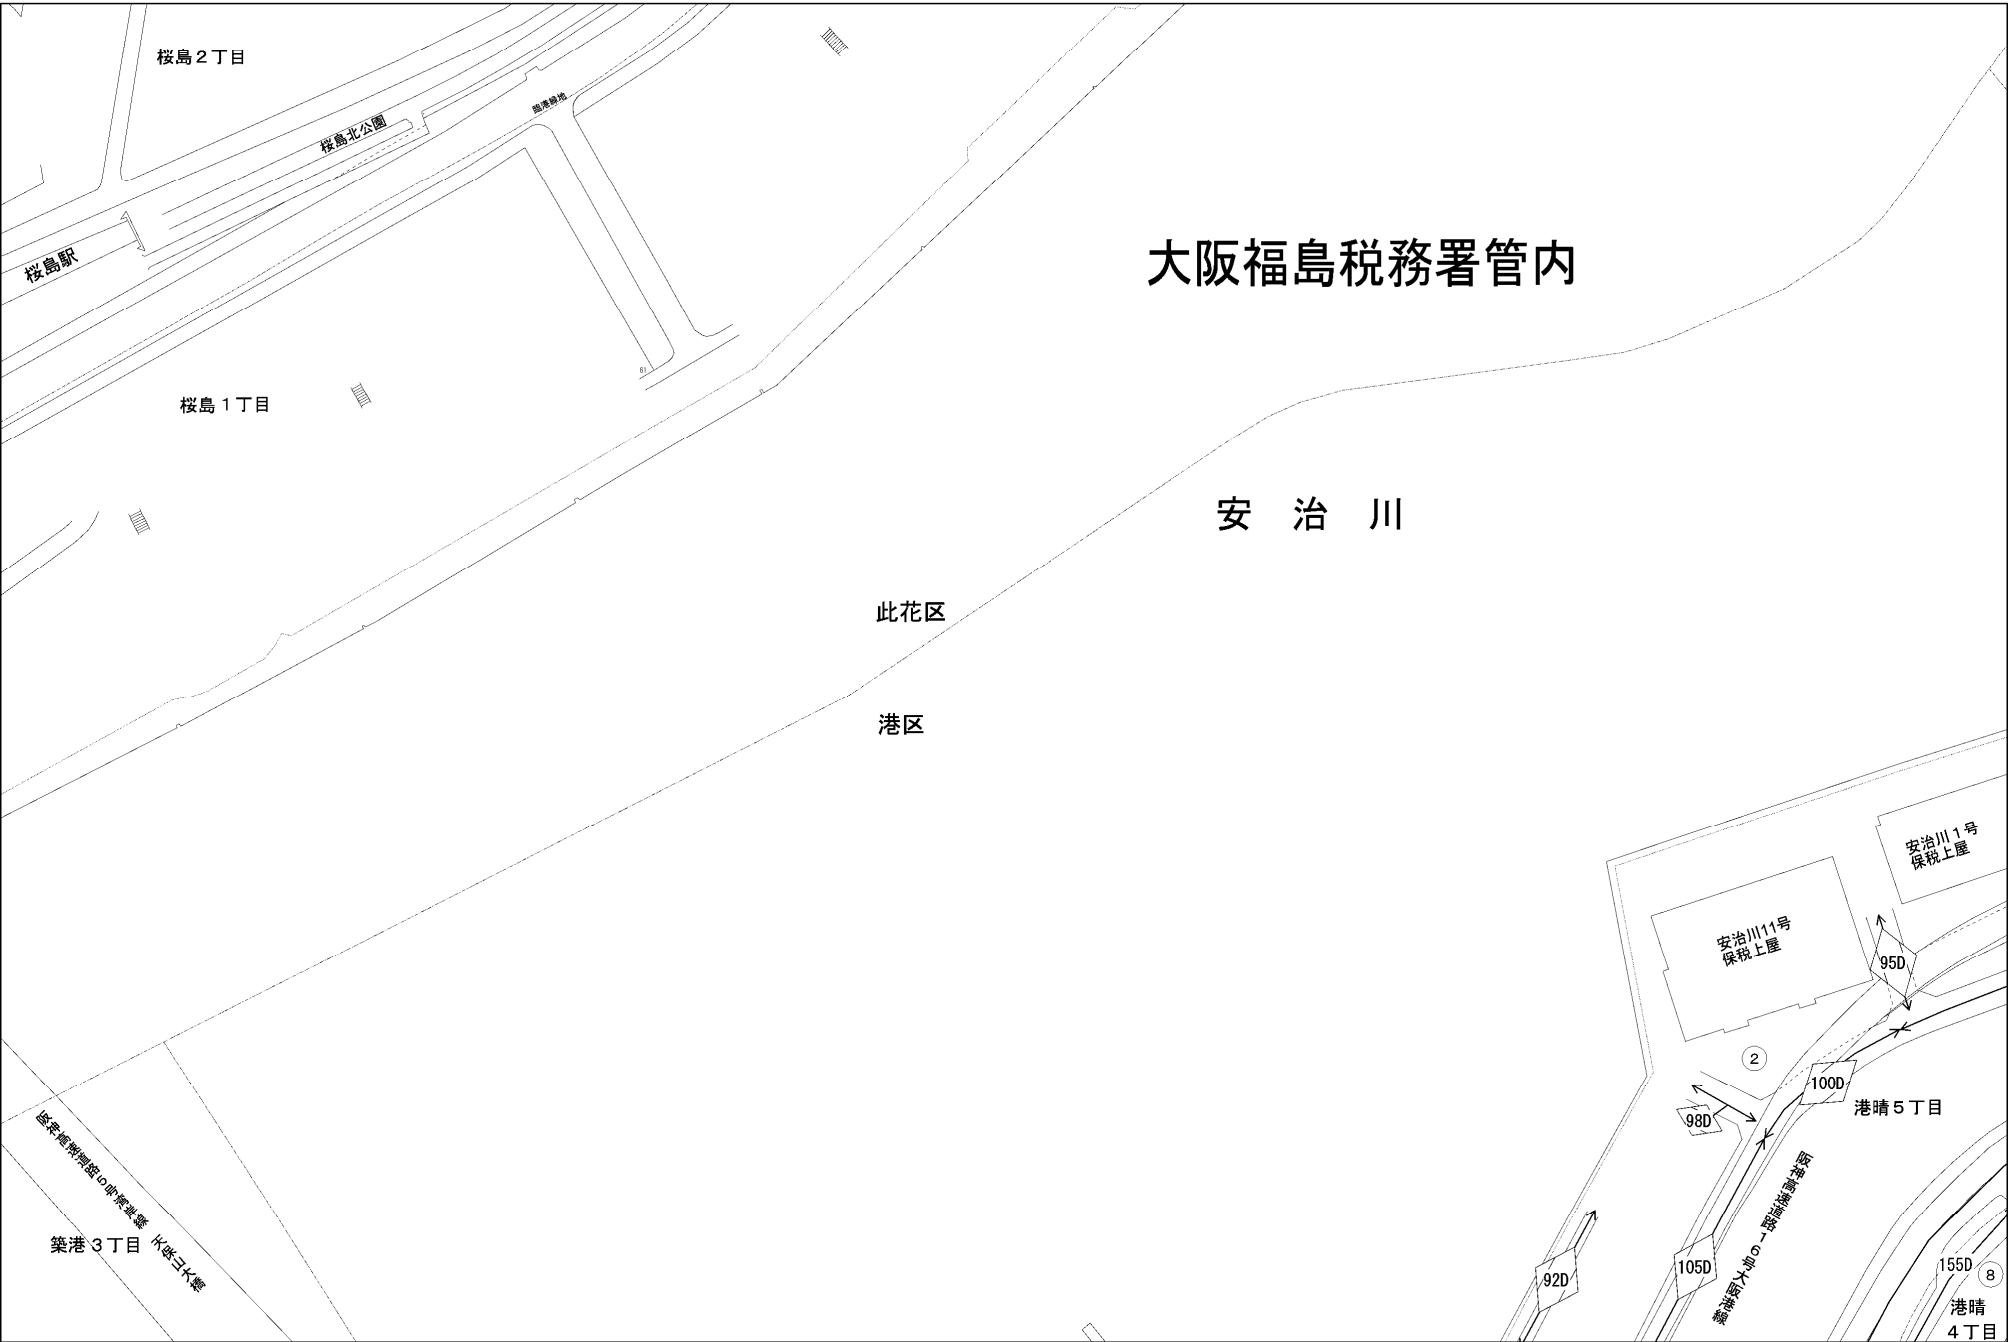 桜島２丁目
臨港緑地
桜島北公園
桜島駅
大阪福島税務署管内
61
桜島１丁目
安治川
此花区
港区
安治川１号
保税上屋
安治川11号
保税上屋
95D
②
100D
98D
港晴５丁目
阪神高速道路５号湾岸線 天保山大橋
阪神高速道路１６号大阪港線
築港３丁目
92D
105D
155D
⑧
港晴
４丁目